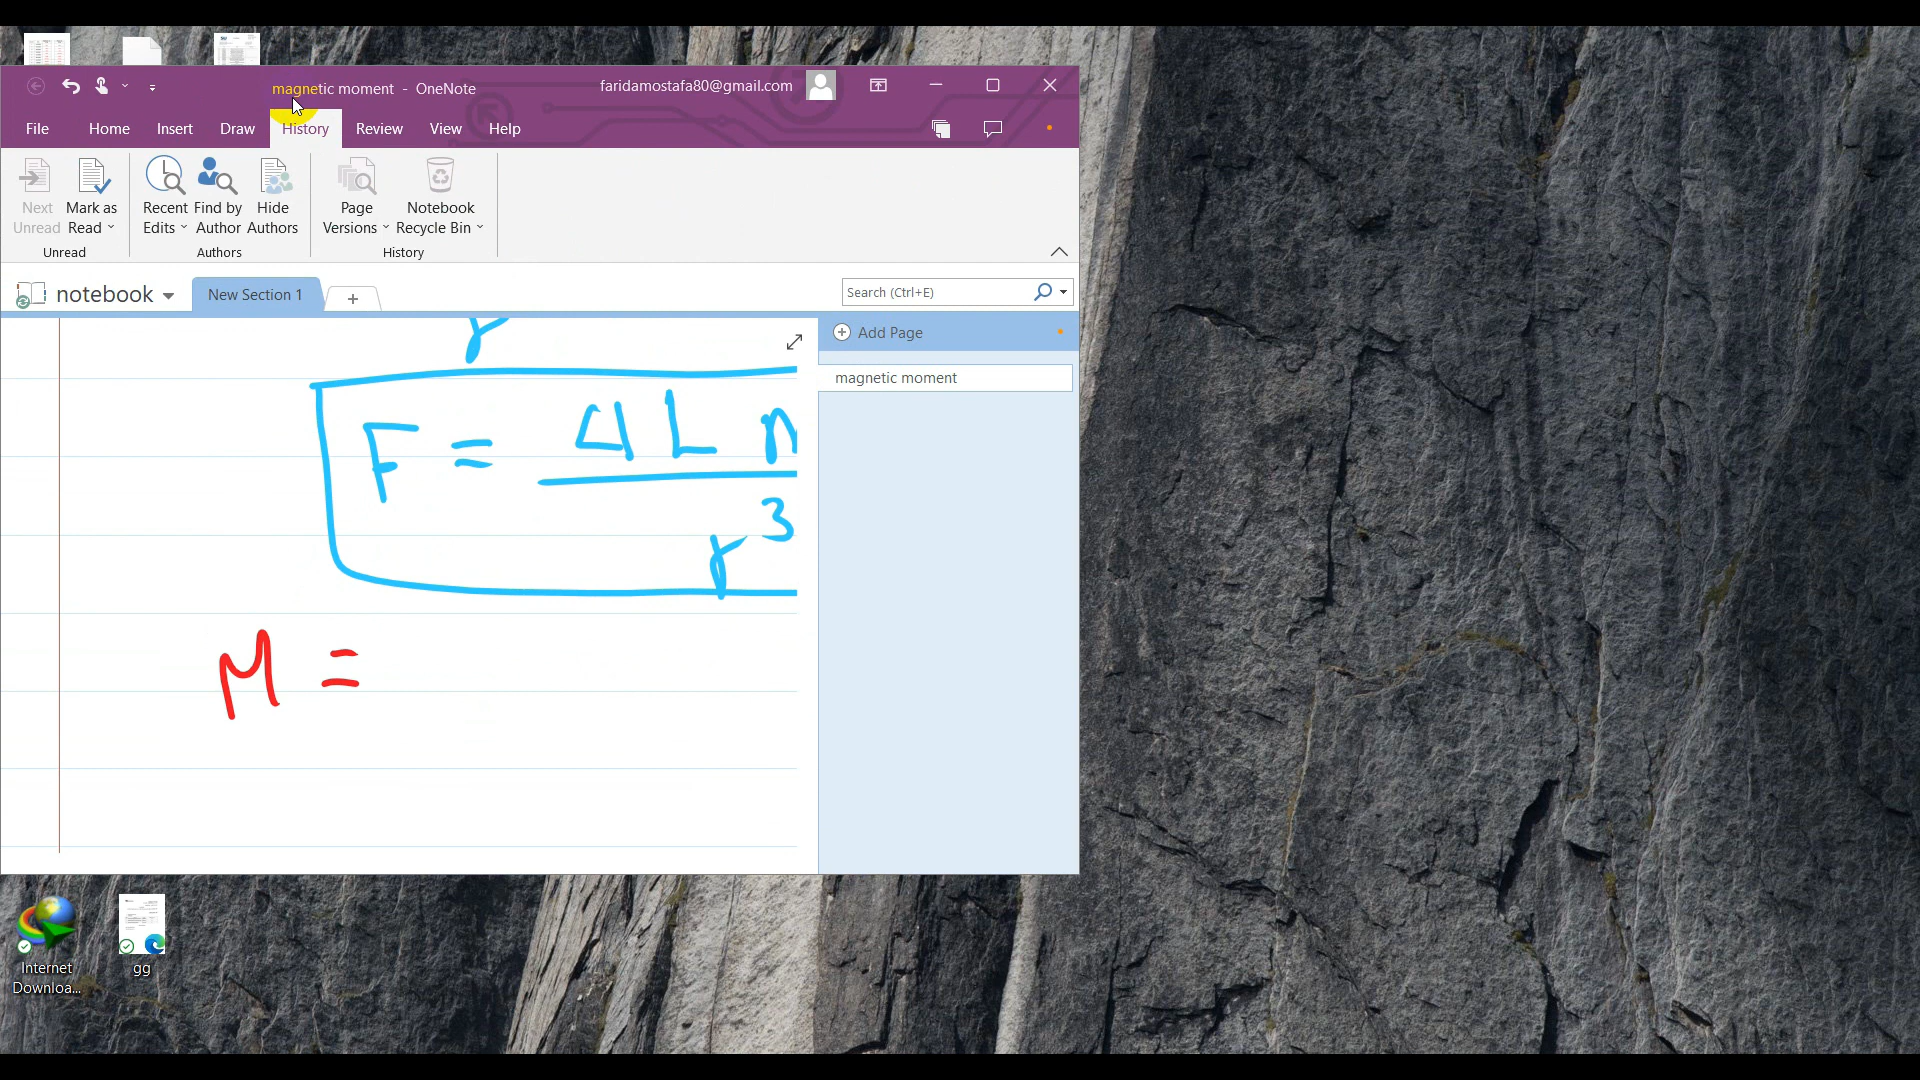 magnetic moment - OneNote
faridamostafa80@gmail.com
File Home Insert Draw History Review View Help
Next Unread
Mark as Read
Recent Edits
Find by Author
Hide Authors
Page Versions
Notebook Recycle Bin
Unread
Authors
History
notebook
New Section 1
Search (Ctrl+E)
Add Page
magnetic moment
r
F = 4 L
r³
M =
Internet Downloa...
gg